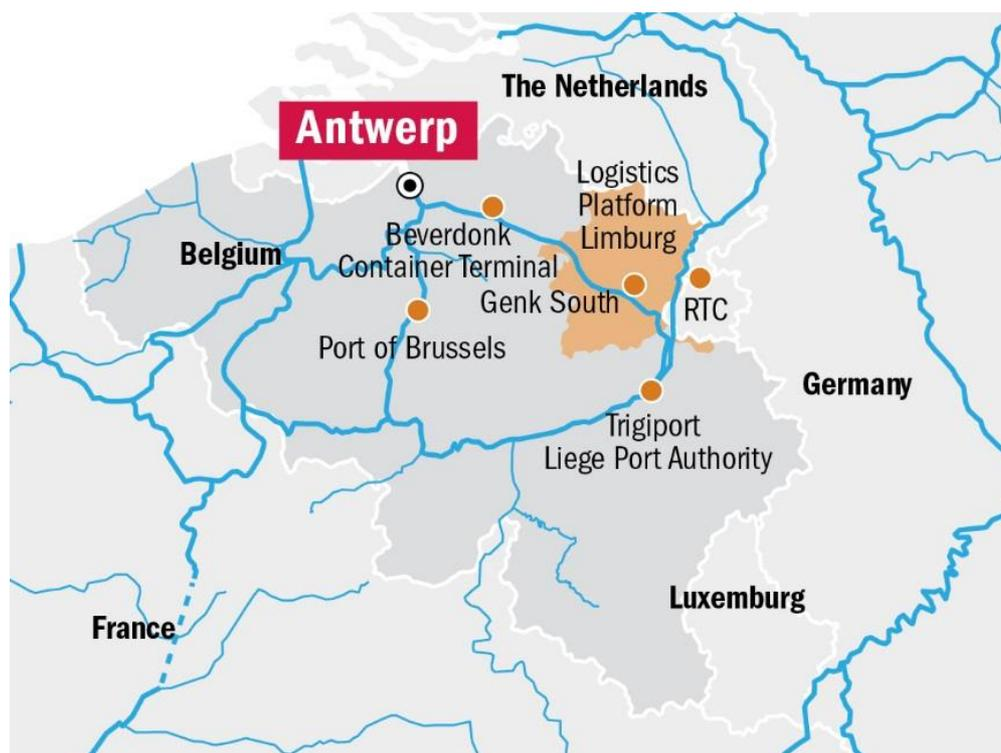 The Netherlands
Antwerp
Logistics
Platform
Limburg
Belgium
Beverdonk
Container Terminal
Genk South
RTC
Port of Brussels
Germany
Trigiport
Liege Port Authority
Luxemburg
France